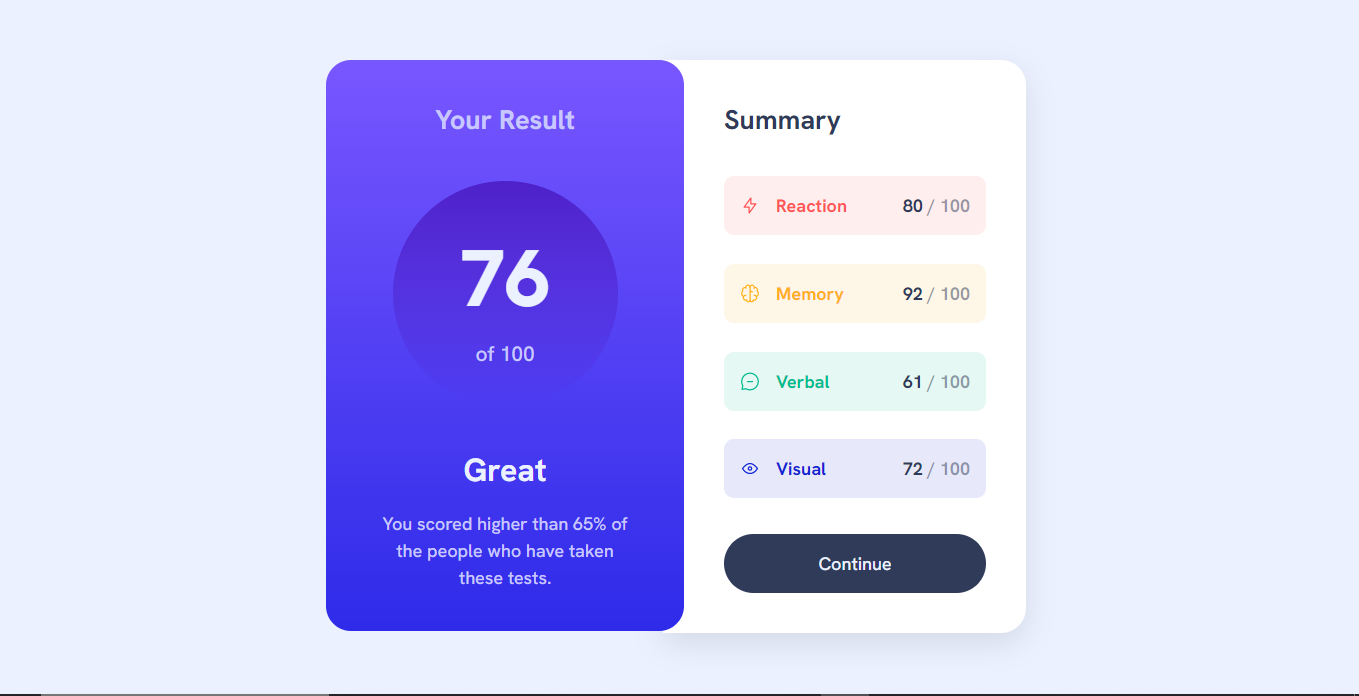 Your Result
76
of 100
Great
You scored higher than 65% of
the people who have taken
these tests.
Summary
Reaction 80 / 100
Memory 92 / 100
Verbal 61 / 100
Visual 72 / 100
Continue